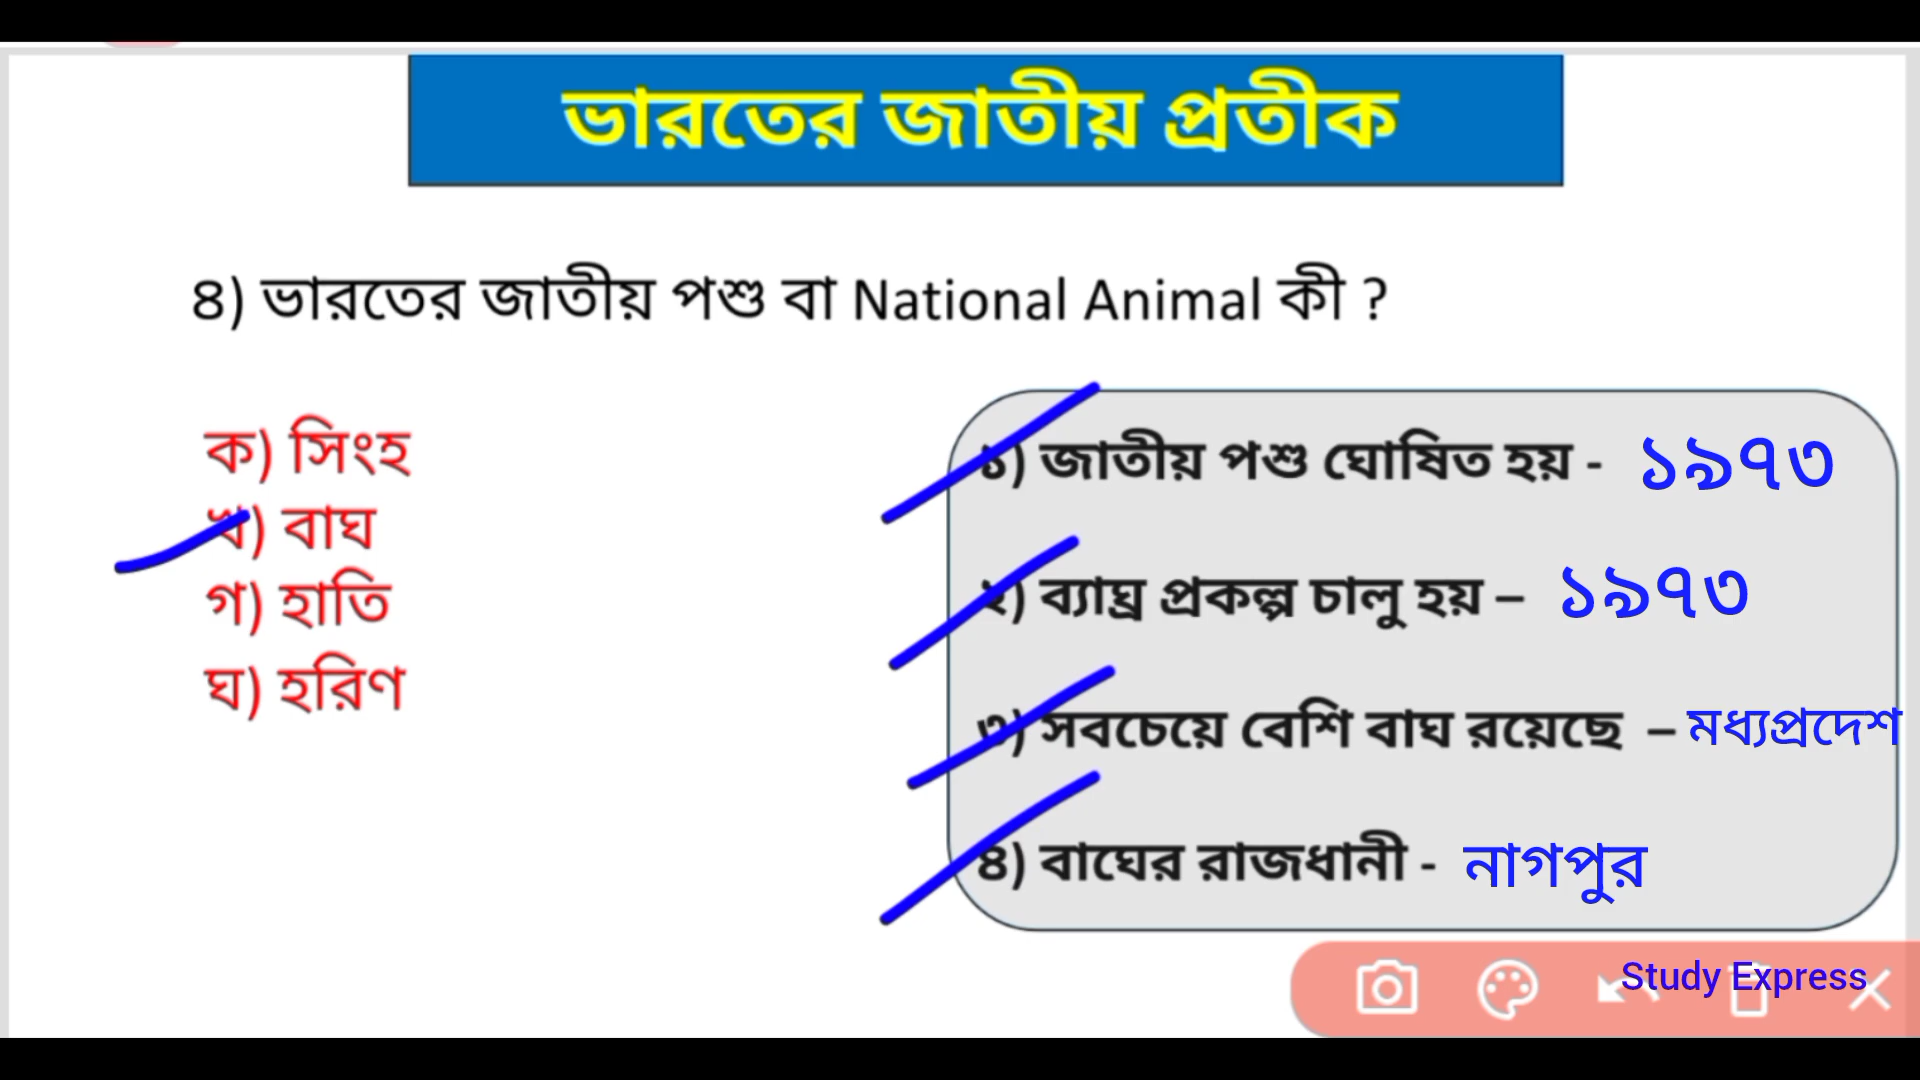 ভারতের জাতীয় প্রতীক
৪) ভারতের জাতীয় পশু বা National Animal কী ?
ক) সিংহ
খ) বাঘ
গ) হাতি
ঘ) হরিণ
১) জাতীয় পশু ঘোষিত হয় - ১৯৭৩
২) ব্যাঘ্র প্রকল্প চালু হয় – ১৯৭৩
৩) সবচেয়ে বেশি বাঘ রয়েছে – মধ্যপ্রদেশ
৪) বাঘের রাজধানী - নাগপুর
Study Express